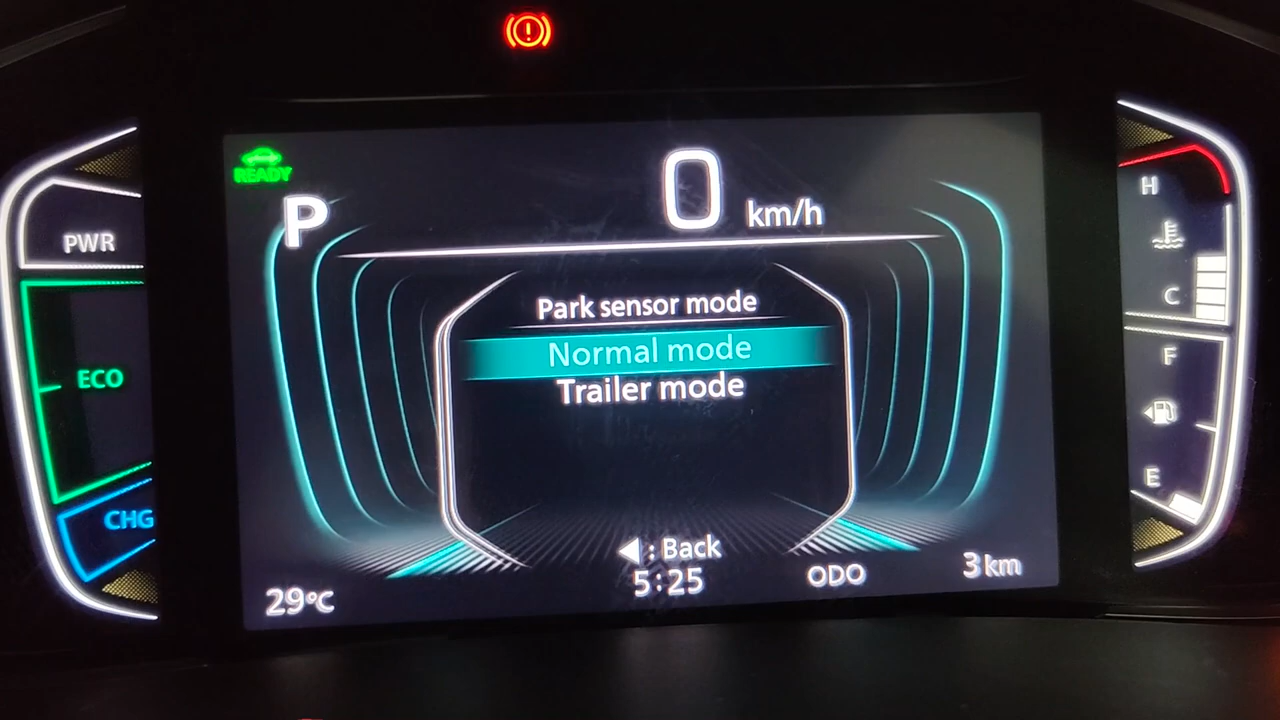 READY
P
0 km/h
PWR
ECO
CHG
Park sensor mode
Normal mode
Trailer mode
◀ : Back
5:25
29°C
ODO
3 km
H
C
F
E